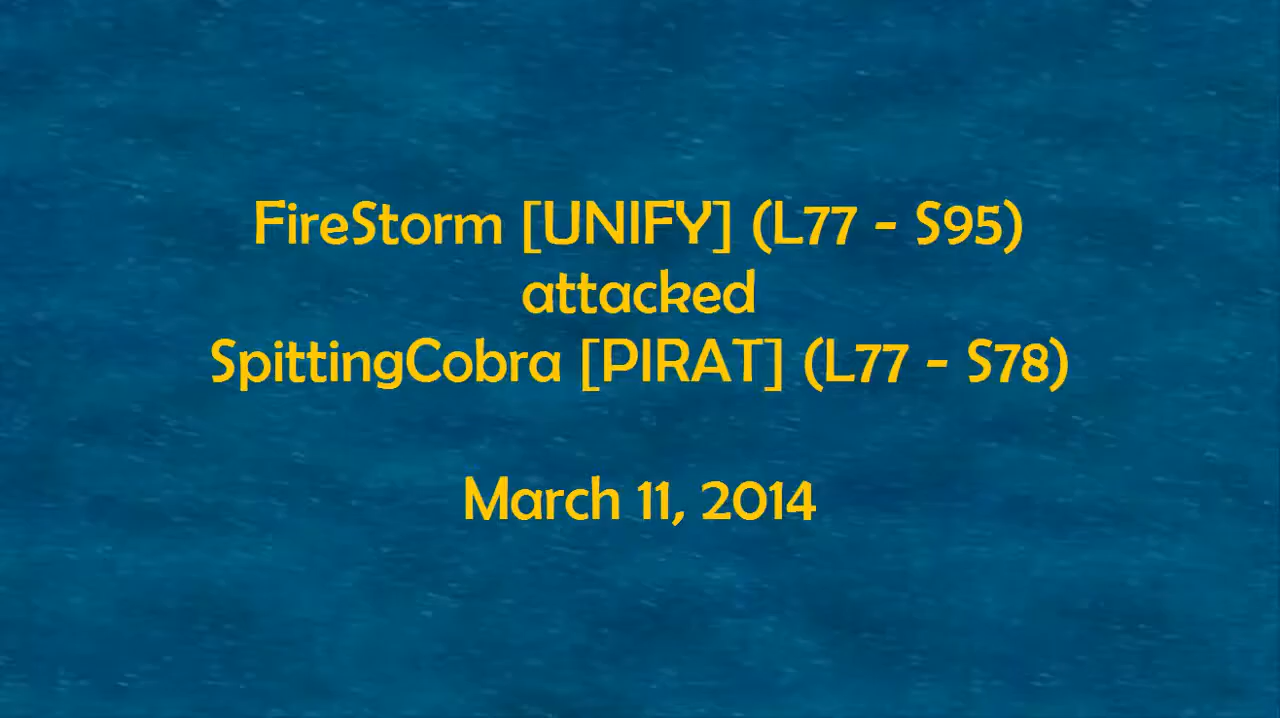 FireStorm [UNIFY] (L77 - S95)
attacked
SpittingCobra [PIRAT] (L77 - S78)
March 11, 2014